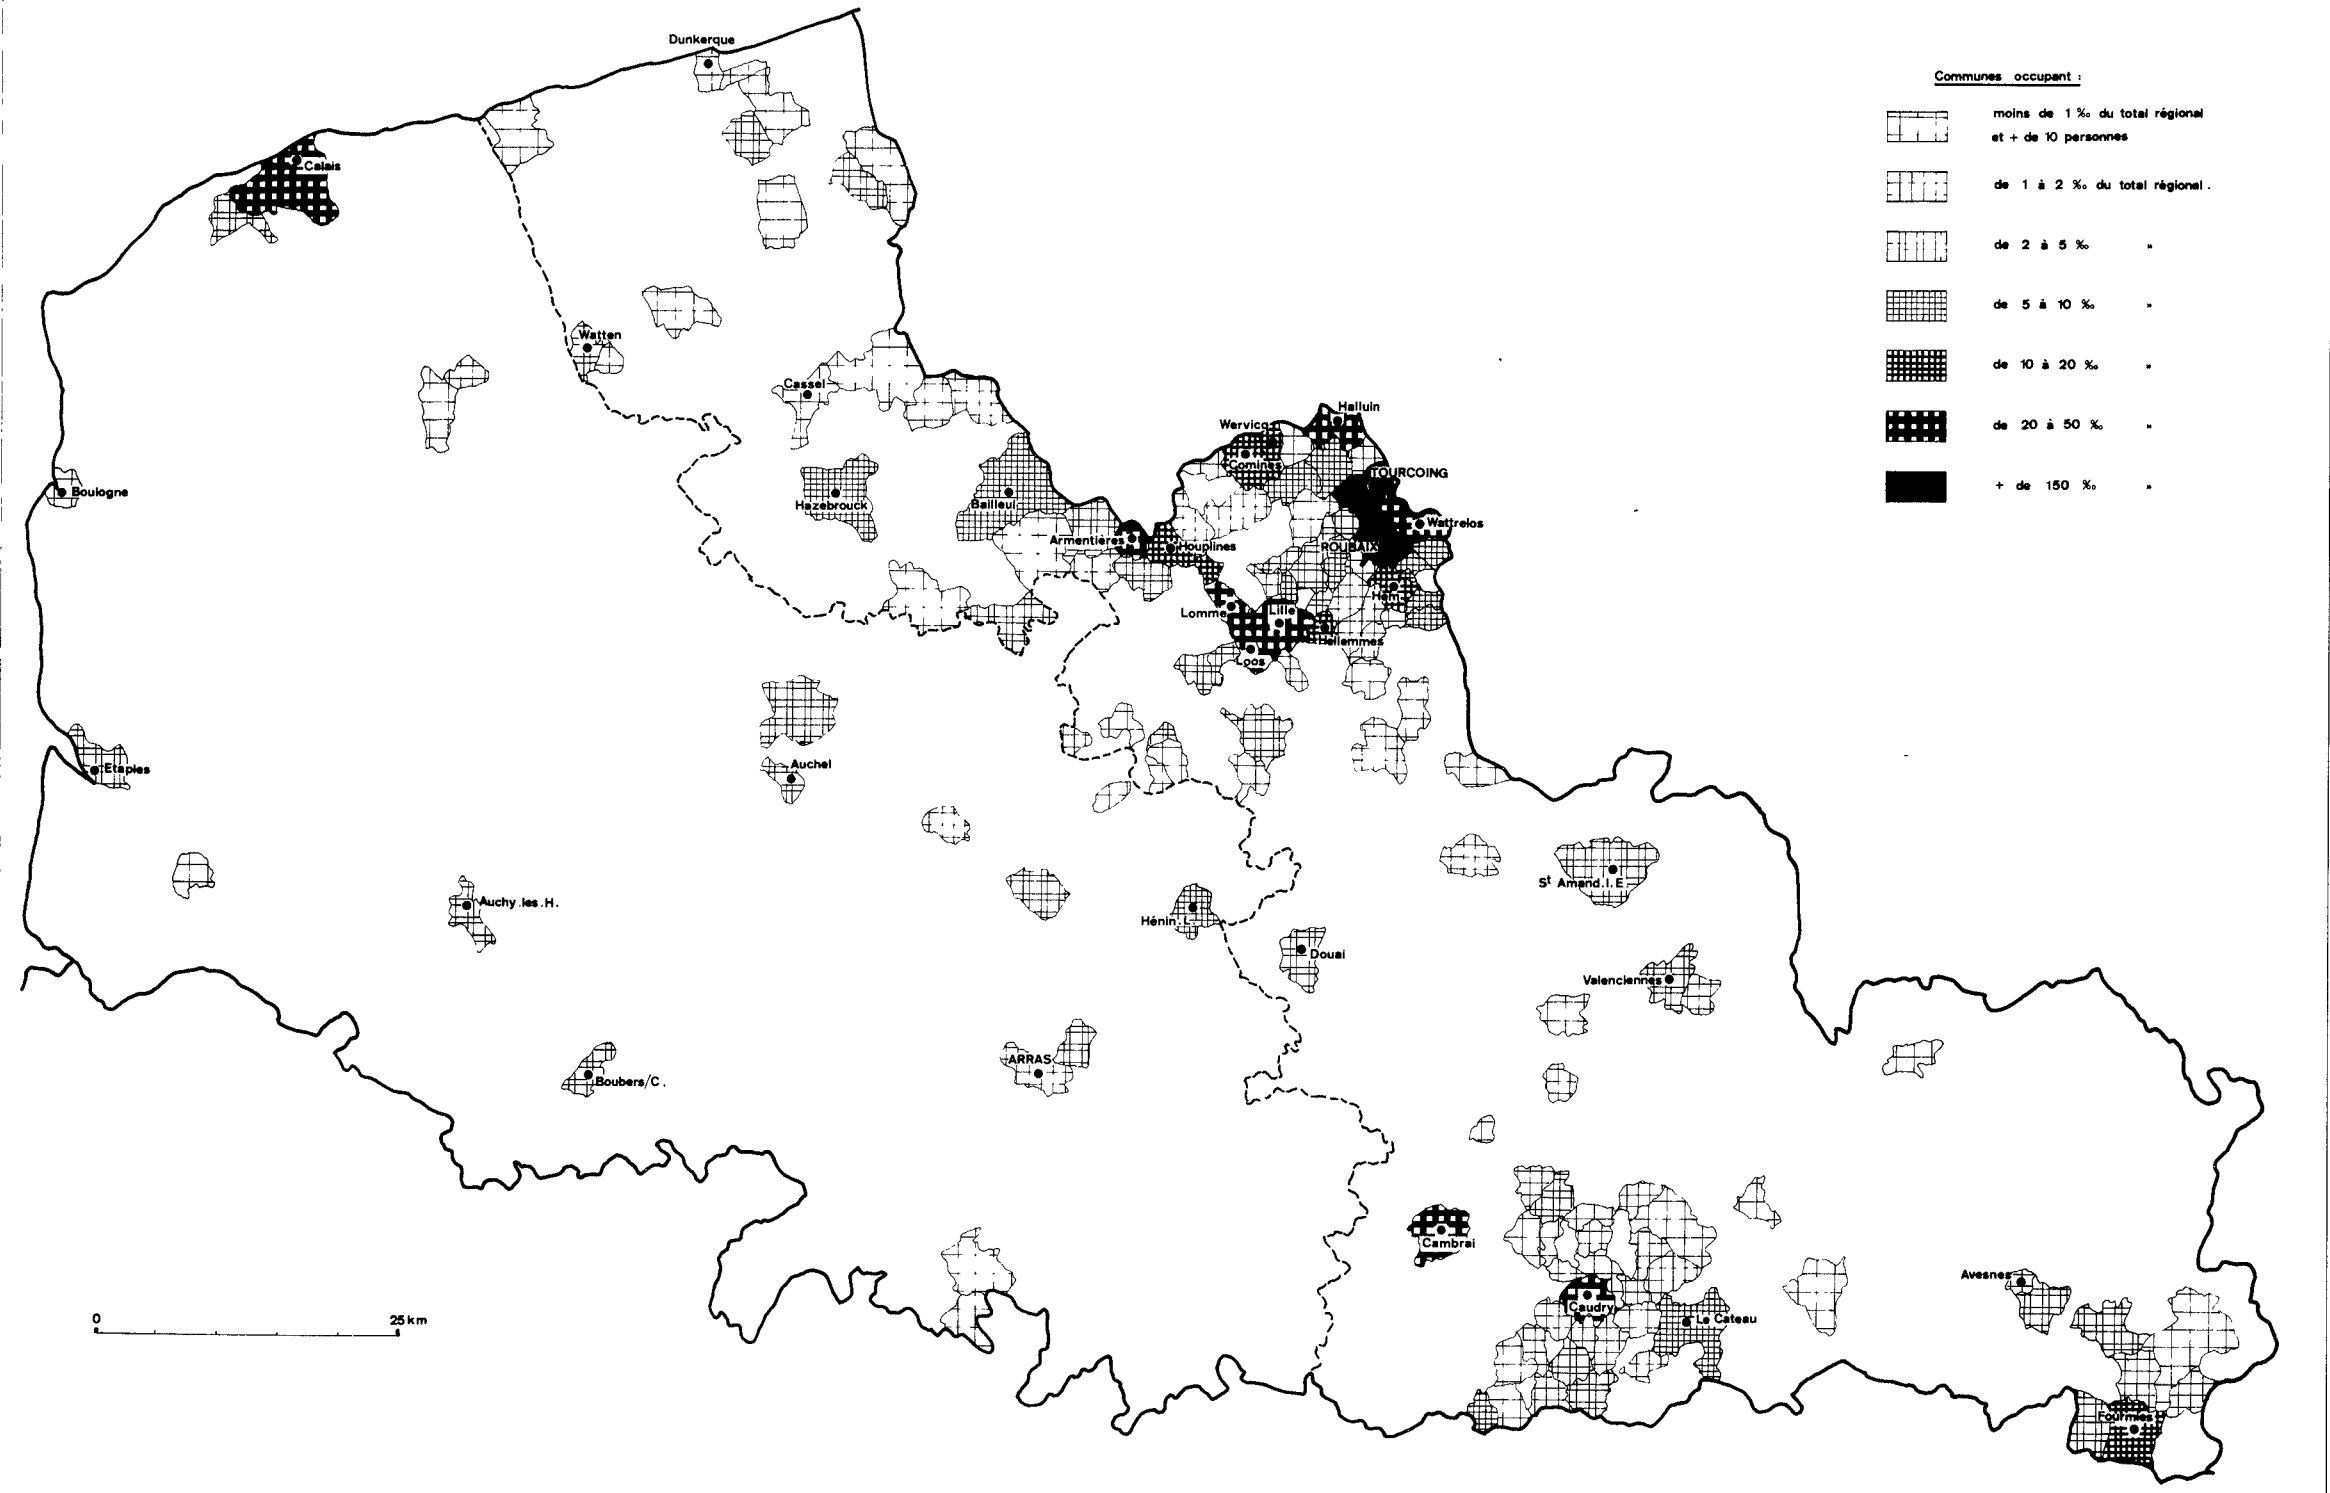 Communes occupant :
moins de 1 ‰ du total régional
et + de 10 personnes
de 1 à 2 ‰ du total régional .
de 2 à 5 ‰ "
de 5 à 10 ‰ "
de 10 à 20 ‰ "
de 20 à 50 ‰ "
+ de 150 ‰ "
Dunkerque
Calais
Watten
Cassel
Boulogne
Hazebrouck
Bailleul
Halluin
Wervicq
Comines
TOURCOING
Wattrelos
Armentières
Houplines
ROUBAIX
Hem
Lomme
Lille
Hellemmes
Loos
Etaples
Auchel
Auchy .les .H.
Hénin . L.
Douai
St Amand . l . E.
Valenciennes
ARRAS
Boubers/C .
Cambrai
Caudry
Le Cateau
Avesnes
Fourmies
0 25 km